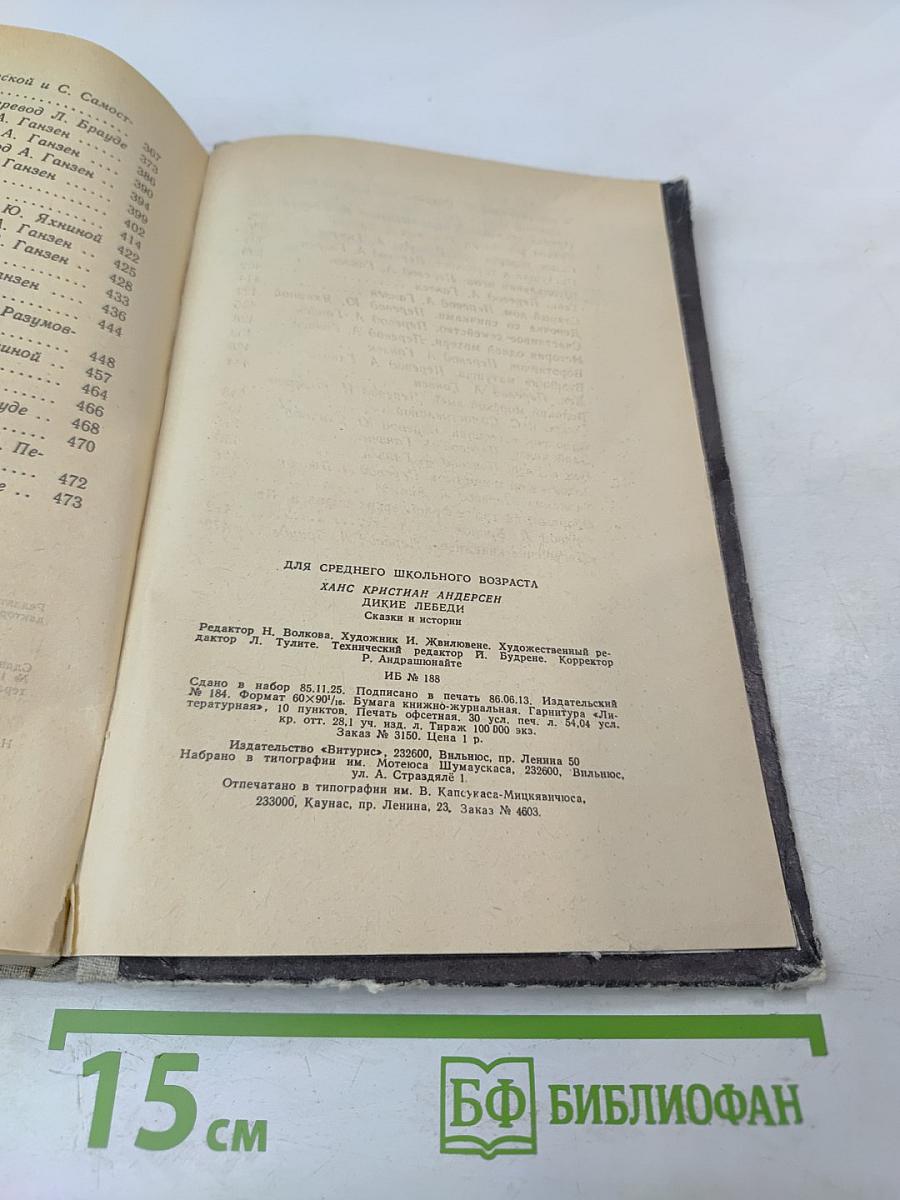 ской и С. Самост-
367
ревод Л. Брауде 373
А. Ганзен 386
А. Ганзен 390
од А. Ганзен 394
Ганзен 399
402
Ю. Яхниной 414
А. Ганзен 422
Ганзен 425
428
нзен 433
436
Разумов- 444
448
ниной 457
464
466
уде 468
470
Пе-
472
е 473
ДЛЯ СРЕДНЕГО ШКОЛЬНОГО ВОЗРАСТА
ХАНС КРИСТИАН АНДЕРСЕН
ДИКИЕ ЛЕБЕДИ
Сказки и истории
Редактор Н. Волкова. Художник И. Жвилювене. Художественный ре-
дактор Л. Тулите. Технический редактор Й. Будрене. Корректор
Р. Андрашюнайте
ИБ № 188
Сдано в набор 85.11.25. Подписано в печать 86.06.13. Издательский
№ 184. Формат 60×90¹/₁₆. Бумага книжно-журнальная. Гарнитура «Ли-
тературная», 10 пунктов. Печать офсетная. 30 усл. печ. л. 54,04 усл.
кр. отт. 28,1 уч. изд. л. Тираж 100 000 экз.
Заказ № 3150. Цена 1 р.
Издательство «Витурис», 232600, Вильнюс, пр. Ленина 50
Набрано в типографии им. Мотеюса Шумаускаса, 232600, Вильнюс,
ул. А. Страздялё 1.
Отпечатано в типографии им. В. Капсукаса-Мицкявичюса,
233000, Каунас, пр. Ленина, 23. Заказ № 4603.
15 см
БФ БИБЛИОФАН